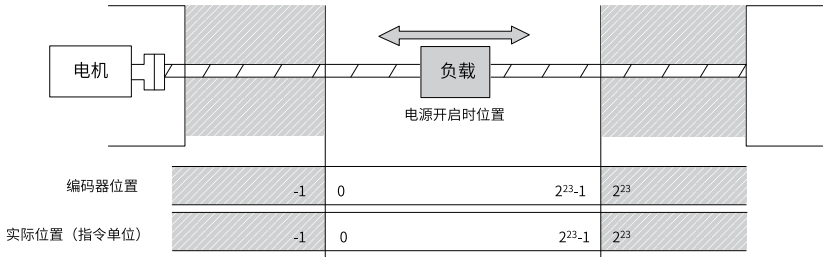 电机
负载
电源开启时位置
编码器位置 -1 0 2²³-1 2²³
实际位置（指令单位） -1 0 2²³-1 2²³